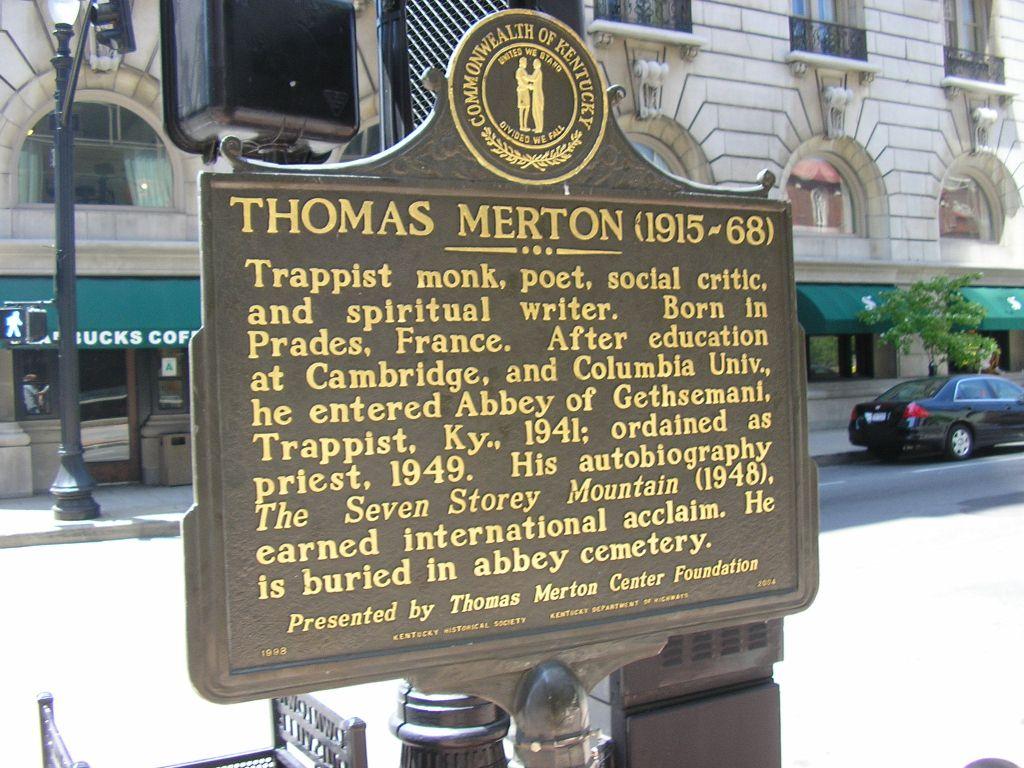 COMMONWEALTH OF KENTUCKY
UNITED WE STAND
DIVIDED WE FALL
THOMAS MERTON (1915~68)
Trappist monk, poet, social critic,
and spiritual writer. Born in
Prades, France. After education
at Cambridge, and Columbia Univ.,
he entered Abbey of Gethsemani,
Trappist, Ky., 1941; ordained as
priest, 1949. His autobiography
The Seven Storey Mountain (1948),
earned international acclaim. He
is buried in abbey cemetery.
Presented by Thomas Merton Center Foundation
KENTUCKY HISTORICAL SOCIETY KENTUCKY DEPARTMENT OF HIGHWAYS
1998
2004
BUCKS COF
A
S
S